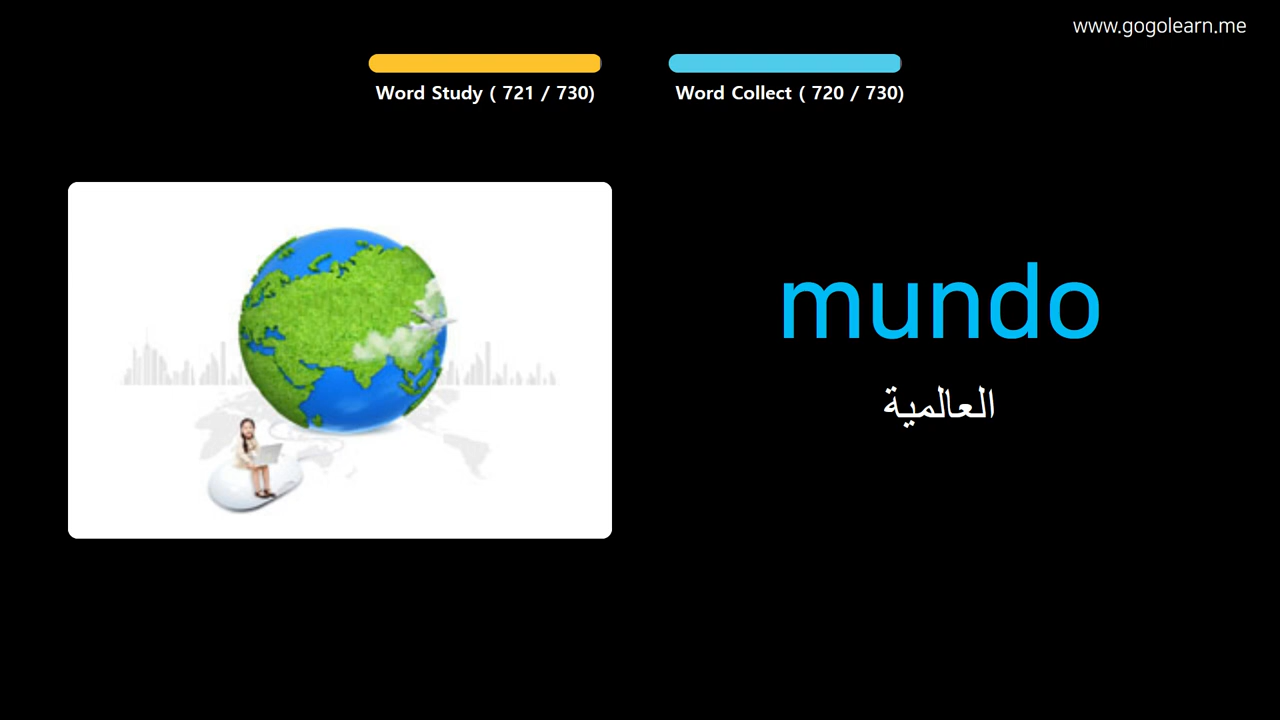 www.gogolearn.me
Word Study ( 721 / 730)
Word Collect ( 720 / 730)
mundo
العالمية